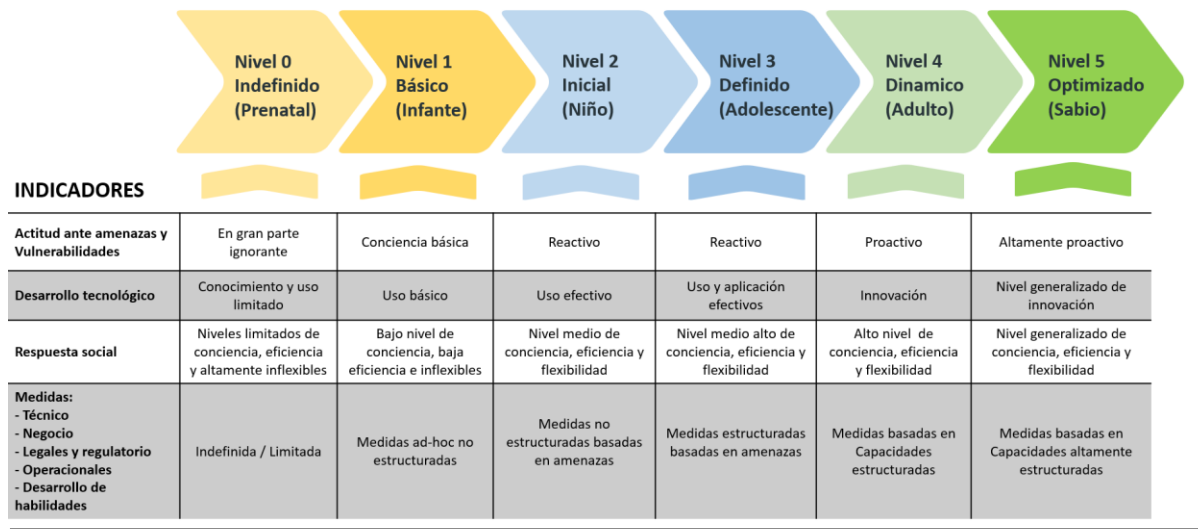 Nivel 0
Indefinido
(Prenatal)
Nivel 1
Básico
(Infante)
Nivel 2
Inicial
(Niño)
Nivel 3
Definido
(Adolescente)
Nivel 4
Dinamico
(Adulto)
Nivel 5
Optimizado
(Sabio)
INDICADORES
Actitud ante amenazas y
Vulnerabilidades
En gran parte
ignorante
Conciencia básica
Reactivo
Reactivo
Proactivo
Altamente proactivo
Desarrollo tecnológico
Conocimiento y uso
limitado
Uso básico
Uso efectivo
Uso y aplicación
efectivos
Innovación
Nivel generalizado de
innovación
Respuesta social
Niveles limitados de
conciencia, eficiencia
y altamente inflexibles
Bajo nivel de
conciencia, baja
eficiencia e inflexibles
Nivel medio de
conciencia, eficiencia y
flexibilidad
Nivel medio alto de
conciencia, eficiencia y
flexibilidad
Alto nivel de
conciencia, eficiencia
y flexibilidad
Nivel generalizado de
conciencia, eficiencia y
flexibilidad
Medidas:
- Técnico
- Negocio
- Legales y regulatorio
- Operacionales
- Desarrollo de
habilidades
Indefinida / Limitada
Medidas ad-hoc no
estructuradas
Medidas no
estructuradas basadas
en amenazas
Medidas estructuradas
basadas en amenazas
Medidas basadas en
Capacidades
estructuradas
Medidas basadas en
Capacidades altamente
estructuradas